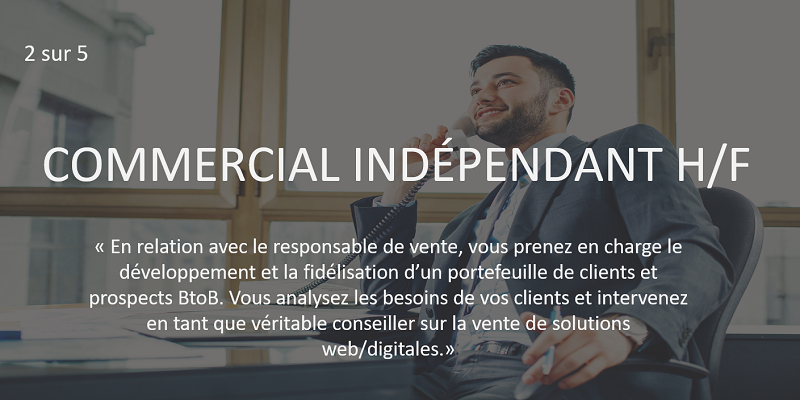 2 sur 5
COMMERCIAL INDÉPENDANT H/F
« En relation avec le responsable de vente, vous prenez en charge le
développement et la fidélisation d’un portefeuille de clients et
prospects BtoB. Vous analysez les besoins de vos clients et intervenez
en tant que véritable conseiller sur la vente de solutions
web/digitales.»